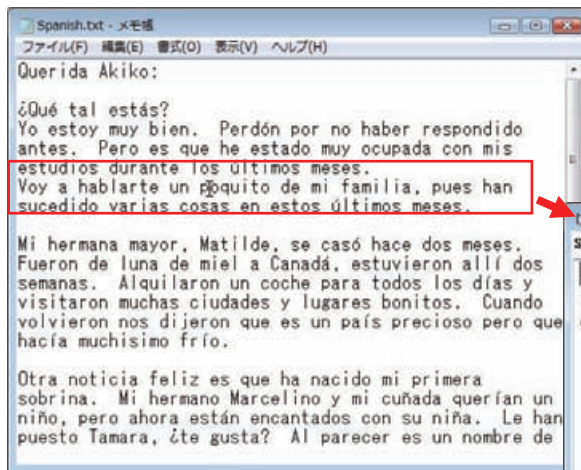 Spanish.txt - メモ帳
ファイル(F) 編集(E) 書式(O) 表示(V) ヘルプ(H)
Querida Akiko:
¿Qué tal estás?
Yo estoy muy bien. Perdón por no haber respondido
antes. Pero es que he estado muy ocupada con mis
estudios durante los últimos meses.
Voy a hablarte un poquito de mi familia, pues han
sucedido varias cosas en estos últimos meses.
Mi hermana mayor, Matilde, se casó hace dos meses.
Fueron de luna de miel a Canadá, estuvieron allí dos
semanas. Alquilaron un coche para todos los días y
visitaron muchas ciudades y lugares bonitos. Cuando
volvieron nos dijeron que es un país precioso pero que
hacía muchisimo frío.
Otra noticia feliz es que ha nacido mi primera
sobrina. Mi hermano Marcelino y mi cuñada querían un
niño, pero ahora están encantados con su niña. Le han
puesto Tamara, ¿te gusta? Al parecer es un nombre de